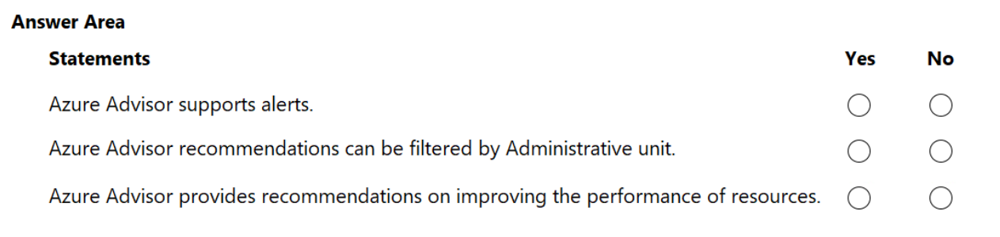 Answer Area
Statements Yes No
Azure Advisor supports alerts.
Azure Advisor recommendations can be filtered by Administrative unit.
Azure Advisor provides recommendations on improving the performance of resources.